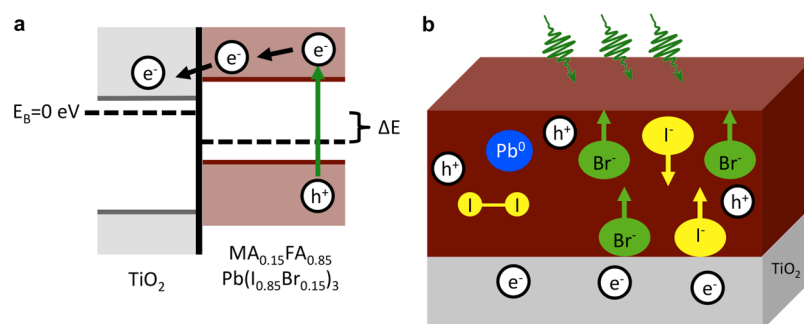 a
e⁻
e⁻
e⁻
E_B=0 eV
ΔE
h⁺
TiO₂
MA₀.₁₅FA₀.₈₅
Pb(I₀.₈₅Br₀.₁₅)₃
b
h⁺
Pb⁰
I⁻
Br⁻
Br⁻
h⁺
I
I
h⁺
Br⁻
I⁻
TiO₂
e⁻
e⁻
e⁻